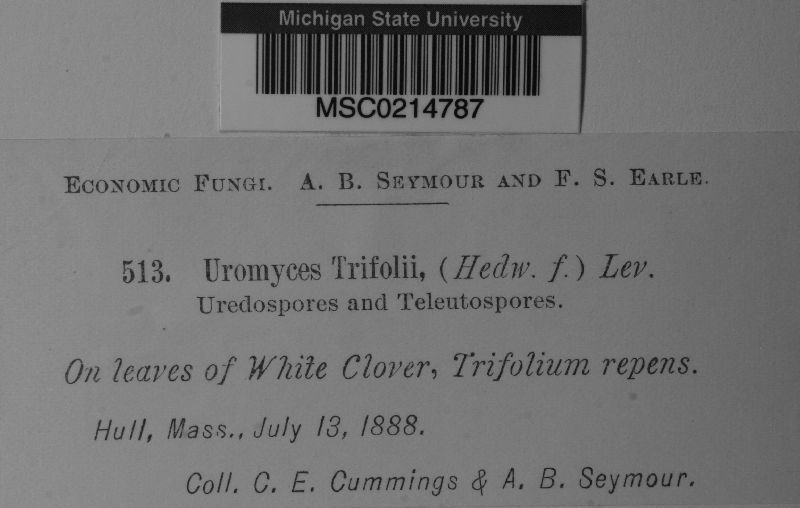 Michigan State University
MSC0214787
Economic Fungi. A. B. Seymour and F. S. Earle.
513. Uromyces Trifolii, (Hedw. f.) Lev.
Uredospores and Teleutospores.
On leaves of White Clover, Trifolium repens.
Hull, Mass., July 13, 1888.
Coll. C. E. Cummings & A. B. Seymour.